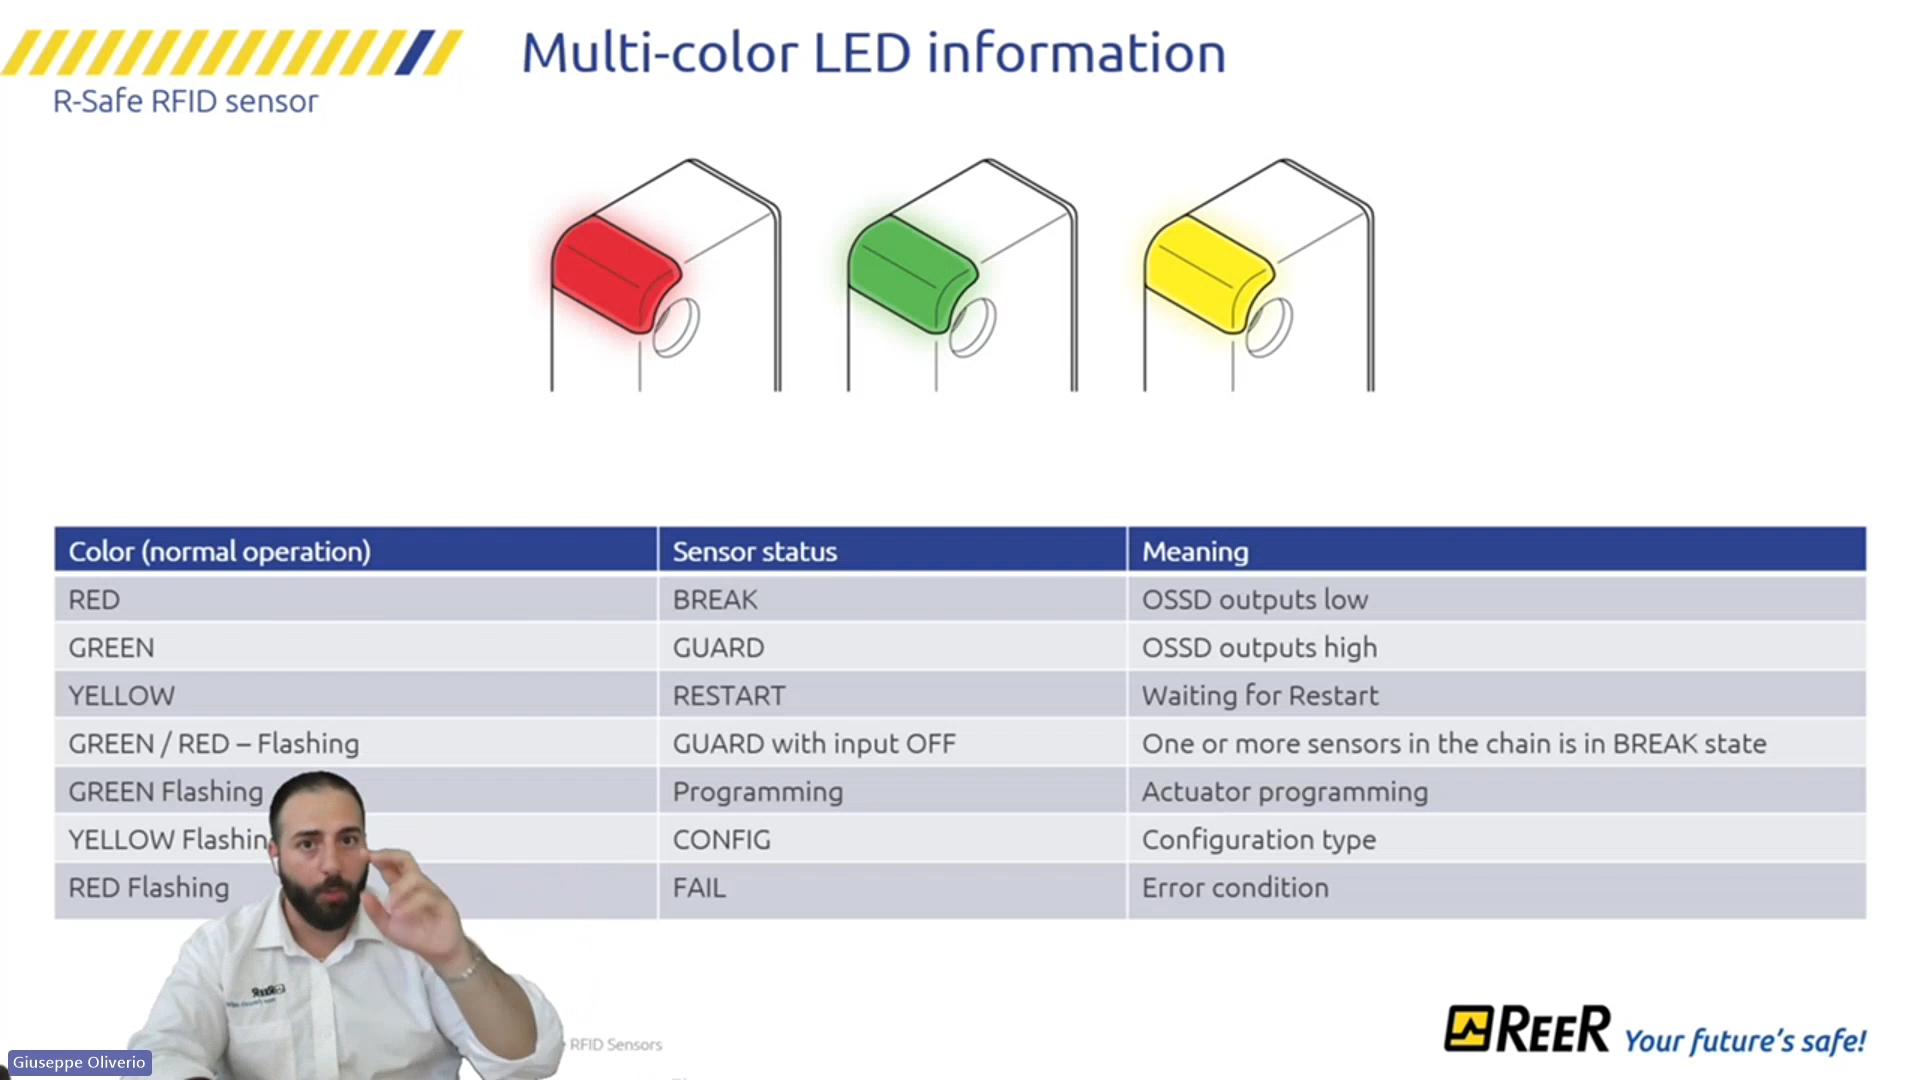 Multi-color LED information
R-Safe RFID sensor
Color (normal operation) Sensor status Meaning
RED BREAK OSSD outputs low
GREEN GUARD OSSD outputs high
YELLOW RESTART Waiting for Restart
GREEN / RED – Flashing GUARD with input OFF One or more sensors in the chain is in BREAK state
GREEN Flashing Programming Actuator programming
YELLOW Flashin CONFIG Configuration type
RED Flashing FAIL Error condition
ReeR
RFID Sensors
REER Your future's safe!
Giuseppe Oliverio